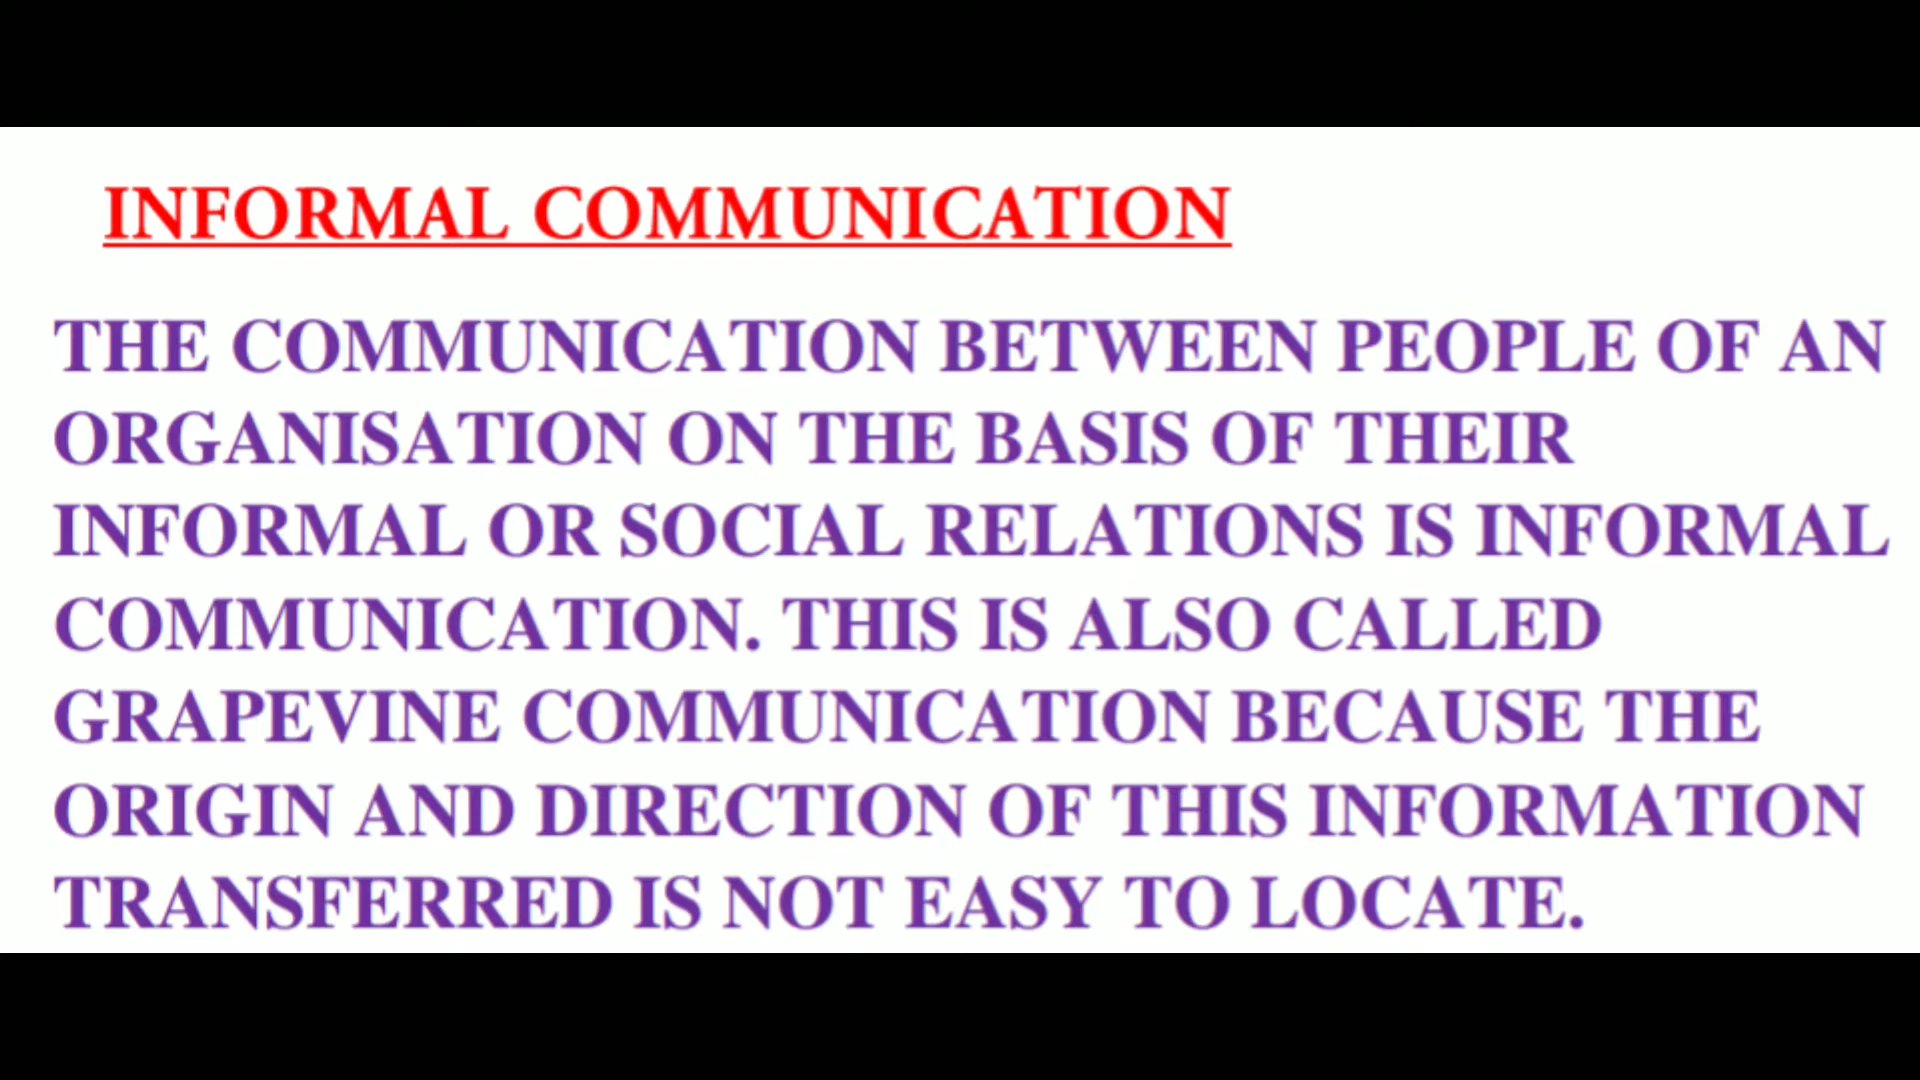 INFORMAL COMMUNICATION
THE COMMUNICATION BETWEEN PEOPLE OF AN
ORGANISATION ON THE BASIS OF THEIR
INFORMAL OR SOCIAL RELATIONS IS INFORMAL
COMMUNICATION. THIS IS ALSO CALLED
GRAPEVINE COMMUNICATION BECAUSE THE
ORIGIN AND DIRECTION OF THIS INFORMATION
TRANSFERRED IS NOT EASY TO LOCATE.